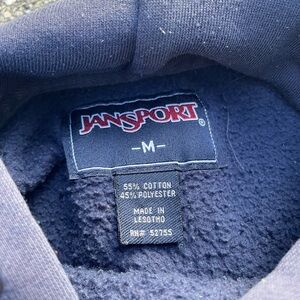 JANSPORT®
-M-
55% COTTON
45% POLYESTER
MADE IN
LESOTHO
RN# 52755